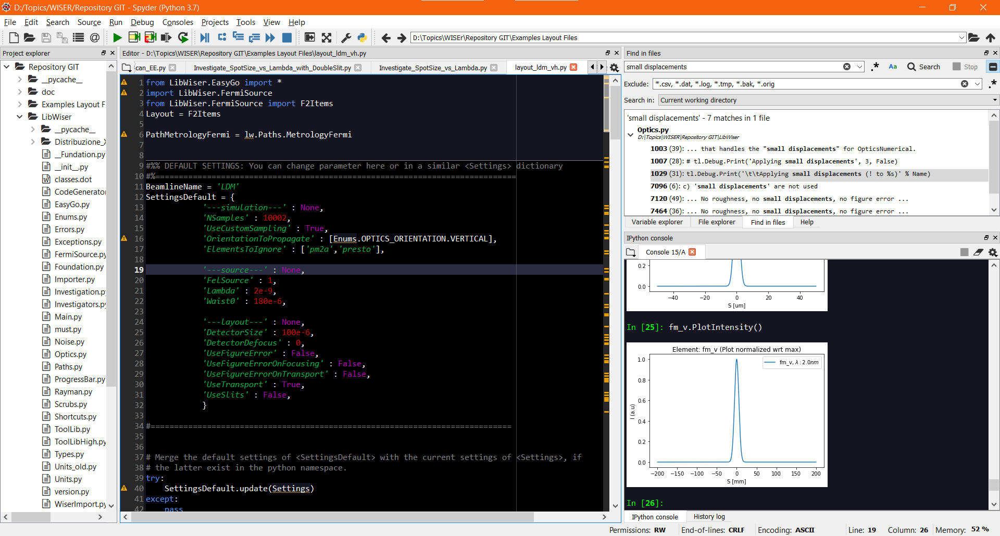 D:/Topics/WISER/Repository GIT - Spyder (Python 3.7)
File Edit Search Source Run Debug Consoles Projects Tools View Help
D:\Topics\WISEr\Repository GIT\Examples Layout Files
Project explorer
Repository GIT
__pycache__
doc
Examples Layout F
LibWiser
__pycache__
Distribuzione_
__Fundation.py
__init__.py
classes.dot
CodeGenerator
EasyGo.py
Enums.py
Errors.py
Exceptions.py
FermiSource.py
Foundation.py
Importer.py
Investigation.p
Investigators.py
Main.py
must.py
Noise.py
Optics.py
Paths.py
ProgressBar.py
Rayman.py
Scrubs.py
Shortcuts.py
ToolLib.py
ToolLibHigh.py
Types.py
Units_old.py
Units.py
version.py
WiserImport.py
Editor - D:\Topics\WISER\Repository GIT\Examples Layout Files\layout_ldm_vh.py
can_EE.py Investigate_SpotSize_vs_Lambda_with_DoubleSlit.py Investigate_SpotSize_vs_Lambda.py layout_ldm_vh.py
1 from LibWiser.EasyGo import *
2 import LibWiser.FermiSource
3 from LibWiser.FermiSource import F2Items
4 Layout = F2Items
5
6 PathMetrologyFermi = lw.Paths.MetrologyFermi
7
8
9 #%% DEFAULT SETTINGS: You can change parameter here or in a similar <Settings> dictionary
10 #%=============================================================================
11 BeamlineName = 'LDM'
12 SettingsDefault = {
13 '---simulation---' : None,
14 'NSamples' : 10002,
15 'UseCustomSampling' : True,
16 'OrientationToPropagate' : [Enums.OPTICS_ORIENTATION.VERTICAL],
17 'ElementsToIgnore' : ['pm2a','presto'],
18
19 '---source---' : None,
20 'FelSource' : 1,
21 'Lambda' : 2e-9,
22 'Waist0' : 180e-6,
23
24 '---layout---' : None,
25 'DetectorSize' : 100e-6,
26 'DetectorDefocus' : 0,
27 'UseFigureError' : False,
28 'UseFigureErrorOnFocusing' : False,
29 'UseFigureErrorOnTransport' : False,
30 'UseTransport' : True,
31 'UseSlits' : False,
32 }
33
34 #=============================================================================
35
36
37 # Merge the default settings of <SettingsDefault> with the current settings of <Settings>, if
38 # the latter exist in the python namespace.
39 try:
40 SettingsDefault.update(Settings)
41 except:
42 pass
Find in files
small displacements
.* Aa Search Stop
Exclude: *.csv, *.dat, *.log, *.tmp, *.bak, *.orig .*
Search in: Current working directory
'small displacements' - 7 matches in 1 file
Optics.py
D:\Topics\WISER\Repository GIT\LibWiser
1003 (39): ... that handles the "small displacements" for OpticsNumerical.
1007 (28): # tl.Debug.Print('Applying small displacements', 3, False)
1029 (31): tl.Debug.Print('\t\tApplying small displacements (! to %s)' % Name)
7096 (6): c) 'small displacements' are not used
7120 (49): ... No roughness, no small displacements, no figure error ...
7464 (36): ... No roughness, no small displacements, no figure error ...
Variable explorer File explorer Find in files Help
IPython console
Console 15/A
0.2
0.0
−40 −20 0 20 40
S [um]
In [25]: fm_v.PlotIntensity()
Element: fm_v (Plot normalized wrt max)
fm_v, λ : 2.0nm
1.0
0.8
0.6
0.4
0.2
0.0
I (a.u)
−200 −150 −100 −50 0 50 100 150 200
S [mm]
In [26]:
IPython console History log
Permissions: RW End-of-lines: CRLF Encoding: ASCII Line: 19 Column: 26 Memory: 52 %